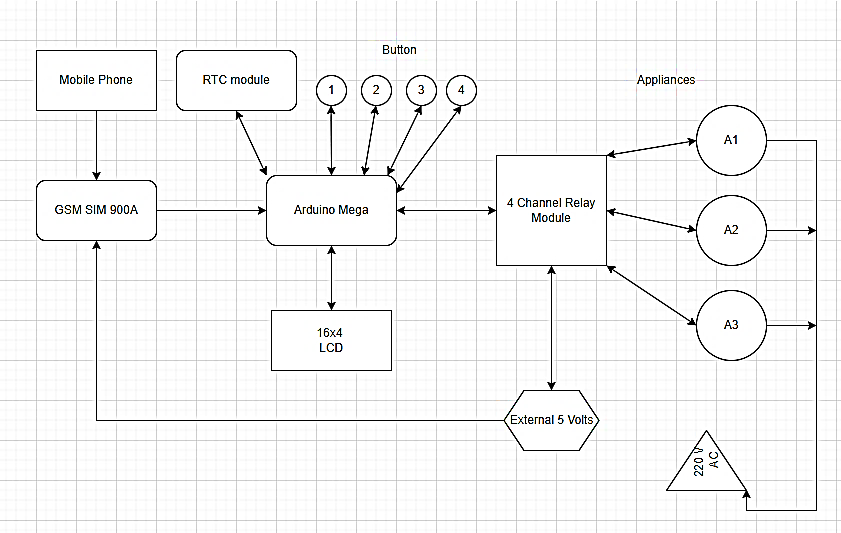 Button
Mobile Phone
RTC module
1
2
3
4
Appliances
A1
GSM SIM 900A
Arduino Mega
4 Channel Relay
Module
A2
16x4
LCD
A3
External 5 Volts
220 V
AC